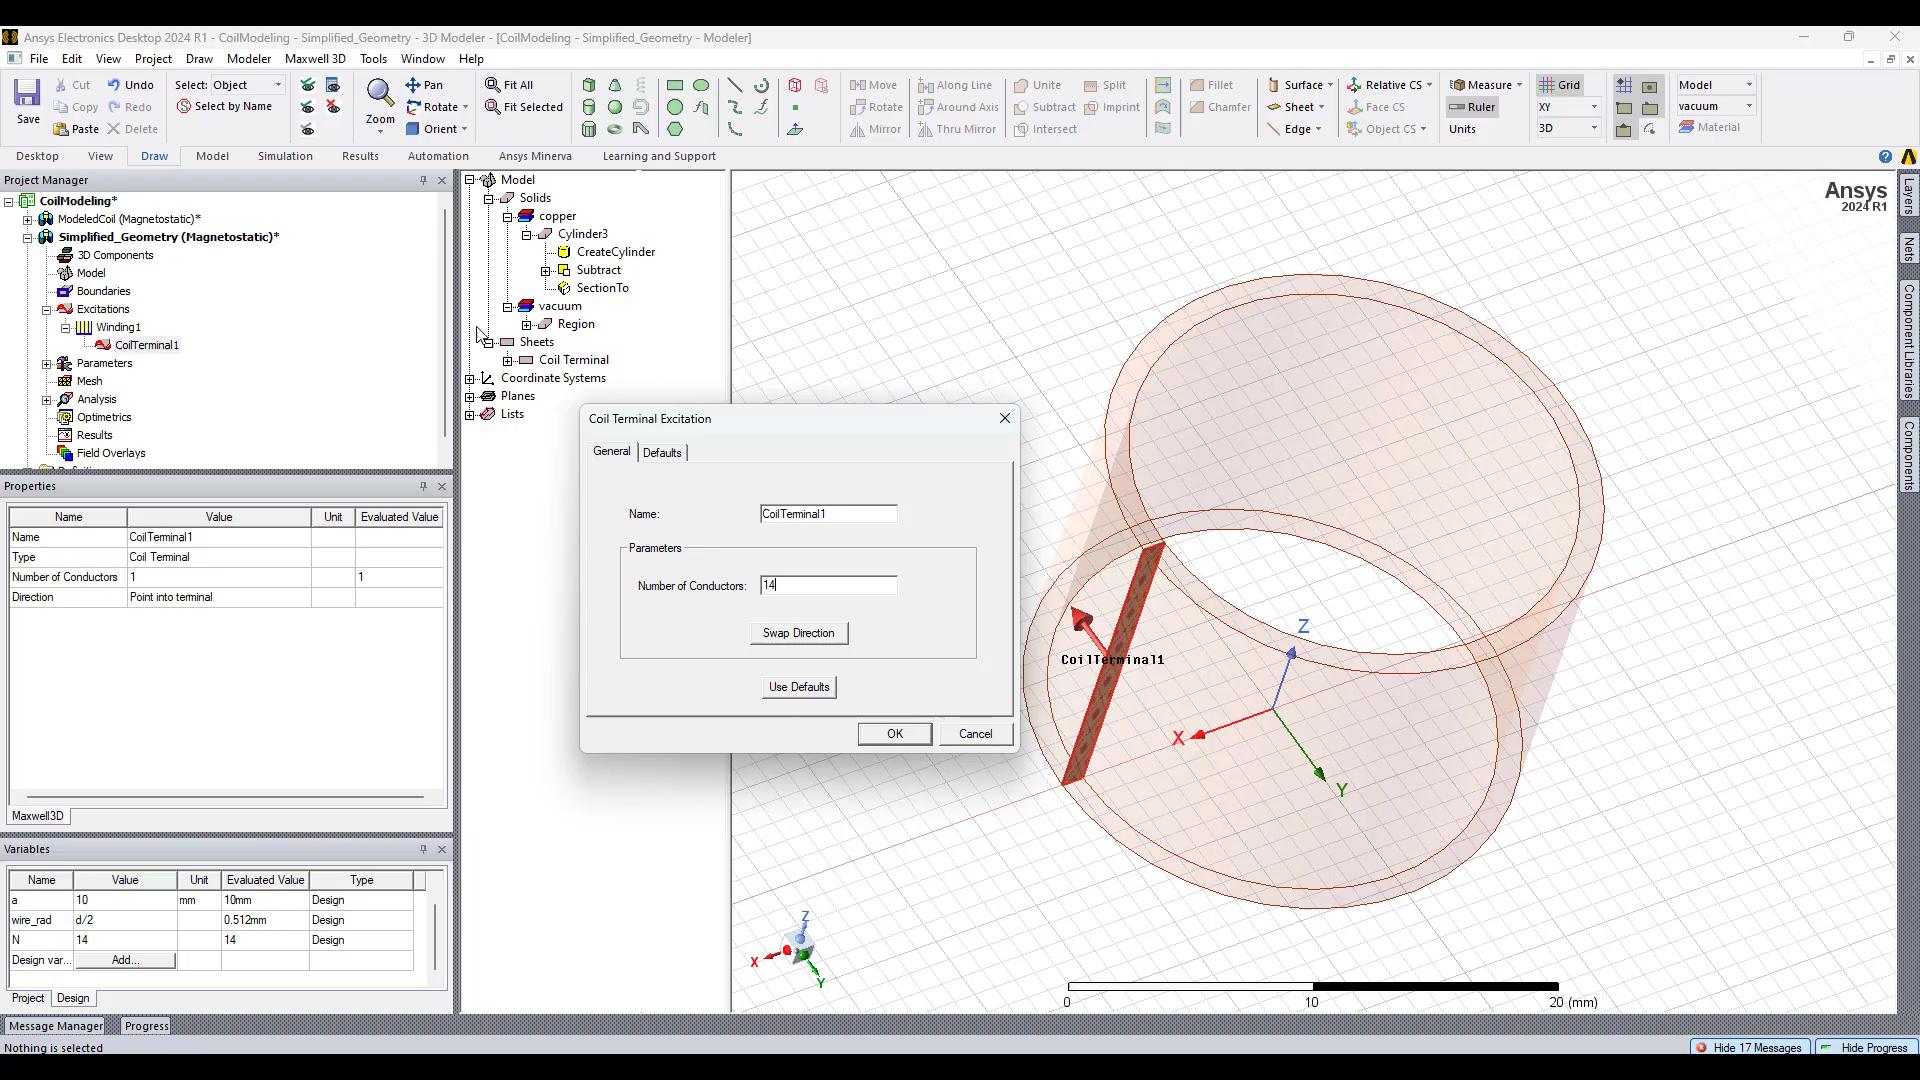 Ansys Electronics Desktop 2024 R1 - CoilModeling - Simplified_Geometry - 3D Modeler - [CoilModeling - Simplified_Geometry - Modeler]
File Edit View Project Draw Modeler Maxwell 3D Tools Window Help
Save
Cut
Copy
Paste
Undo
Redo
Delete
Select: Object
Select by Name
Zoom
Pan
Rotate
Orient
Fit All
Fit Selected
Move
Rotate
Mirror
Along Line
Around Axis
Thru Mirror
Unite
Subtract
Intersect
Split
Imprint
Fillet
Chamfer
Surface
Sheet
Edge
Relative CS
Face CS
Object CS
Measure
Ruler
Units
Grid
XY
3D
Model
vacuum
Material
Desktop View Draw Model Simulation Results Automation Ansys Minerva Learning and Support
Project Manager
CoilModeling*
ModeledCoil (Magnetostatic)*
Simplified_Geometry (Magnetostatic)*
3D Components
Model
Boundaries
Excitations
Winding1
CoilTerminal1
Parameters
Mesh
Analysis
Optimetrics
Results
Field Overlays
Properties
Name Value Unit Evaluated Value
Name CoilTerminal1
Type Coil Terminal
Number of Conductors 1 1
Direction Point into terminal
Maxwell3D
Variables
Name Value Unit Evaluated Value Type
a 10 mm 10mm Design
wire_rad d/2 0.512mm Design
N 14 14 Design
Design var... Add...
Project Design
Message Manager Progress
Nothing is selected
Model
Solids
copper
Cylinder3
CreateCylinder
Subtract
SectionTo
vacuum
Region
Sheets
Coil Terminal
Coordinate Systems
Planes
Lists
Coil Terminal Excitation
General Defaults
Name: CoilTerminal1
Parameters
Number of Conductors: 14
Swap Direction
Use Defaults
OK Cancel
Ansys
2024 R1
CoilTerminal1
Z
X
Y
Z
X
Y
0 10 20 (mm)
Layers
Nets
Component Libraries
Components
Hide 17 Messages Hide Progress